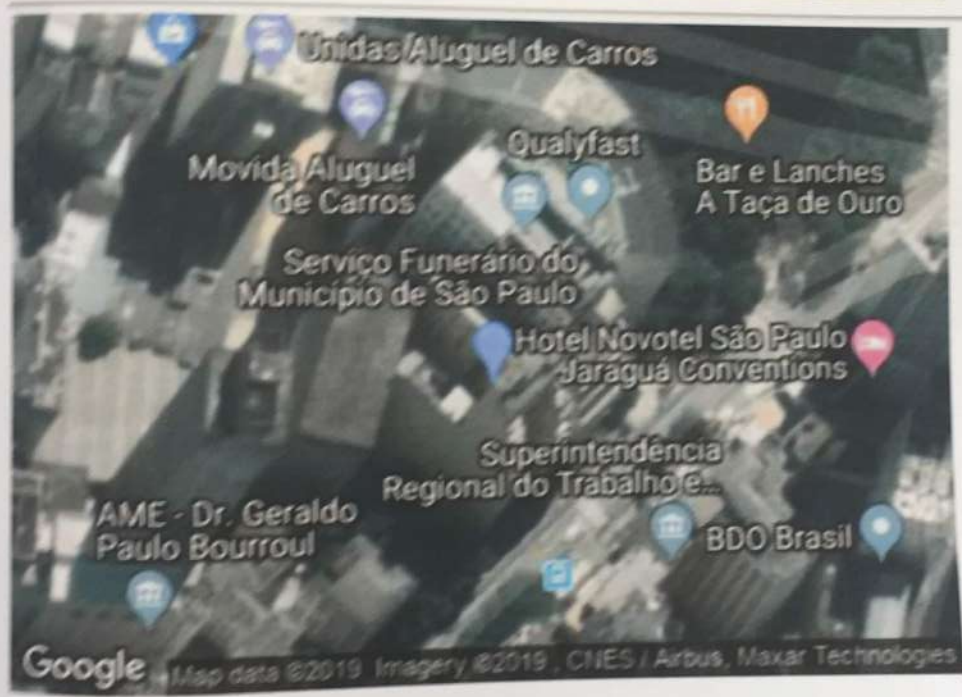 Unidas Aluguel de Carros
Qualyfast
Movida Aluguel
de Carros
Bar e Lanches
A Taça de Ouro
Serviço Funerário do
Município de São Paulo
Hotel Novotel São Paulo
Jaraguá Conventions
Superintendência
Regional do Trabalho e...
AME - Dr. Geraldo
Paulo Bourroul
BDO Brasil
Google
Map data ©2019 Imagery ©2019 , CNES / Airbus, Maxar Technologies